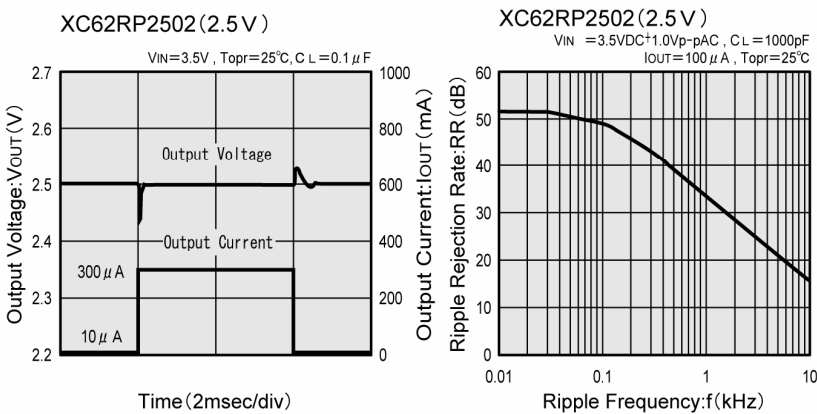 XC62RP2502(2.5V)
VIN=3.5V, Topr=25℃, CL=0.1μF
Output Voltage:VOUT(V)
2.7
2.6
2.5
2.4
2.3
2.2
Output Voltage
Output Current
300μA
10μA
1000
800
600
400
200
0
Output Current:IOUT(mA)
Time(2msec/div)
XC62RP2502(2.5V)
VIN =3.5VDC+1.0Vp-pAC, CL=1000pF
IOUT=100μA, Topr=25℃
Ripple Rejection Rate:RR(dB)
60
50
40
30
20
10
0
0.01 0.1 1 10
Ripple Frequency:f(kHz)